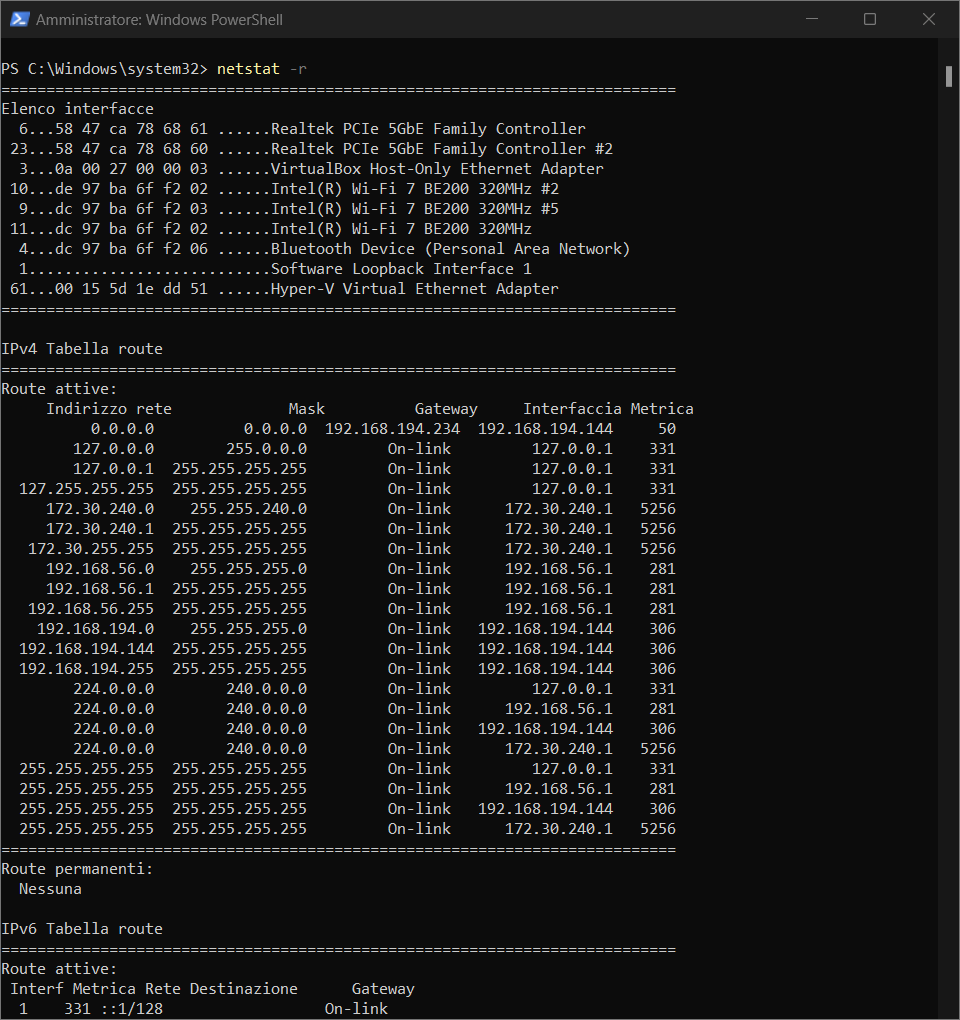 Amministratore: Windows PowerShell
PS C:\Windows\system32> netstat -r
===========================================================================
Elenco interfacce
  6...58 47 ca 78 68 61 ......Realtek PCIe 5GbE Family Controller
 23...58 47 ca 78 68 60 ......Realtek PCIe 5GbE Family Controller #2
  3...0a 00 27 00 00 03 ......VirtualBox Host-Only Ethernet Adapter
 10...de 97 ba 6f f2 02 ......Intel(R) Wi-Fi 7 BE200 320MHz #2
  9...dc 97 ba 6f f2 03 ......Intel(R) Wi-Fi 7 BE200 320MHz #5
 11...dc 97 ba 6f f2 02 ......Intel(R) Wi-Fi 7 BE200 320MHz
  4...dc 97 ba 6f f2 06 ......Bluetooth Device (Personal Area Network)
  1...........................Software Loopback Interface 1
 61...00 15 5d 1e dd 51 ......Hyper-V Virtual Ethernet Adapter
===========================================================================
IPv4 Tabella route
===========================================================================
Route attive:
     Indirizzo rete             Mask          Gateway     Interfaccia Metrica
          0.0.0.0          0.0.0.0  192.168.194.234  192.168.194.144     50
        127.0.0.0        255.0.0.0         On-link         127.0.0.1    331
        127.0.0.1  255.255.255.255         On-link         127.0.0.1    331
  127.255.255.255  255.255.255.255         On-link         127.0.0.1    331
     172.30.240.0    255.255.240.0         On-link      172.30.240.1   5256
     172.30.240.1  255.255.255.255         On-link      172.30.240.1   5256
   172.30.255.255  255.255.255.255         On-link      172.30.240.1   5256
     192.168.56.0    255.255.255.0         On-link      192.168.56.1    281
     192.168.56.1  255.255.255.255         On-link      192.168.56.1    281
   192.168.56.255  255.255.255.255         On-link      192.168.56.1    281
    192.168.194.0    255.255.255.0         On-link   192.168.194.144    306
  192.168.194.144  255.255.255.255         On-link   192.168.194.144    306
  192.168.194.255  255.255.255.255         On-link   192.168.194.144    306
        224.0.0.0        240.0.0.0         On-link         127.0.0.1    331
        224.0.0.0        240.0.0.0         On-link      192.168.56.1    281
        224.0.0.0        240.0.0.0         On-link   192.168.194.144    306
        224.0.0.0        240.0.0.0         On-link      172.30.240.1   5256
  255.255.255.255  255.255.255.255         On-link         127.0.0.1    331
  255.255.255.255  255.255.255.255         On-link      192.168.56.1    281
  255.255.255.255  255.255.255.255         On-link   192.168.194.144    306
  255.255.255.255  255.255.255.255         On-link      172.30.240.1   5256
===========================================================================
Route permanenti:
  Nessuna
IPv6 Tabella route
===========================================================================
Route attive:
 Interf Metrica Rete Destinazione      Gateway
  1    331 ::1/128                  On-link